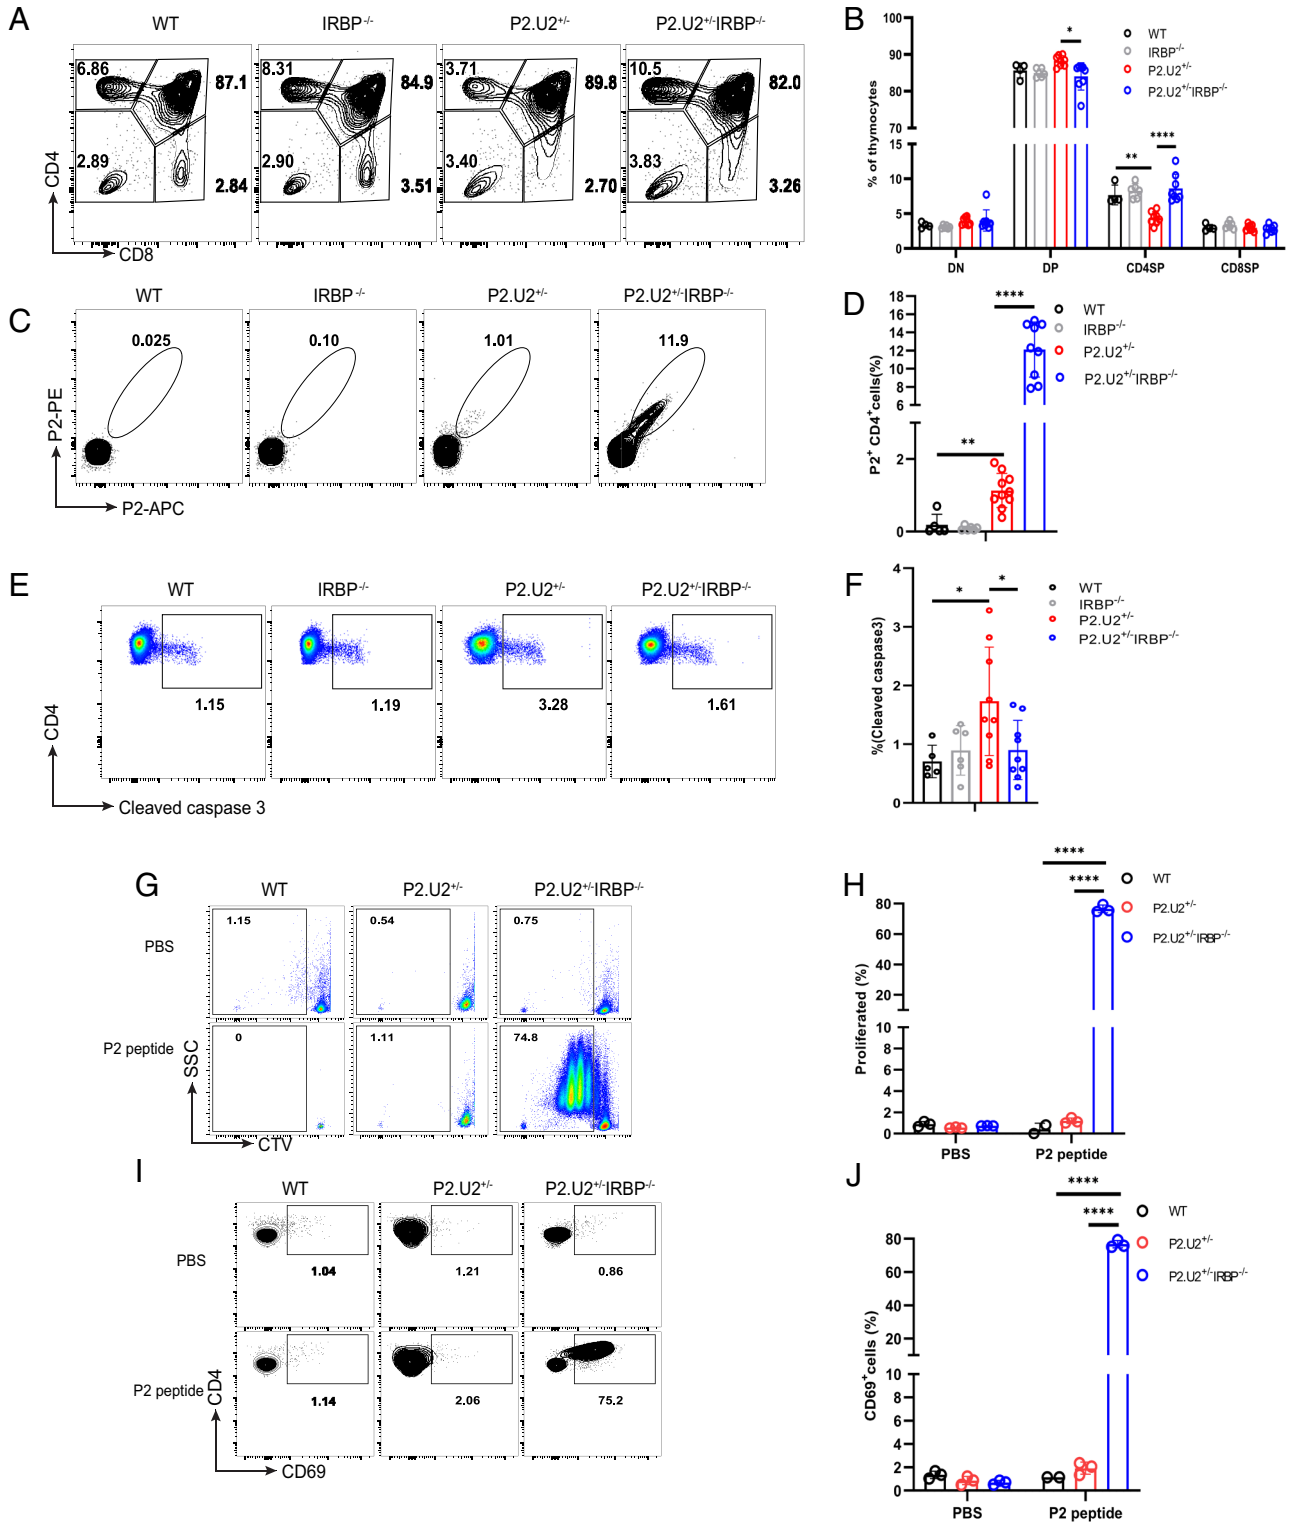 A
WT
IRBP-/-
P2.U2+/-
P2.U2+/-IRBP-/-
6.86
87.1
2.89
2.84
8.31
84.9
2.90
3.51
3.71
89.8
3.40
2.70
10.5
82.0
3.83
3.26
CD4
CD8
B
% of thymocytes
100
90
80
70
15
10
5
0
DN
DP
CD4SP
CD8SP
*
**
****
WT
IRBP-/-
P2.U2+/-
P2.U2+/-IRBP-/-
C
WT
IRBP-/-
P2.U2+/-
P2.U2+/-IRBP-/-
0.025
0.10
1.01
11.9
P2-PE
P2-APC
D
P2+ CD4+cells(%)
18
16
14
12
10
8
6
2
0
**
****
WT
IRBP-/-
P2.U2+/-
P2.U2+/-IRBP-/-
E
WT
IRBP-/-
P2.U2+/-
P2.U2+/-IRBP-/-
1.15
1.19
3.28
1.61
CD4
Cleaved caspase 3
F
%(Cleaved caspase3)
4
3
2
1
0
*
*
WT
IRBP-/-
P2.U2+/-
P2.U2+/-IRBP-/-
G
WT
P2.U2+/-
P2.U2+/-IRBP-/-
PBS
1.15
0.54
0.75
P2 peptide
0
1.11
74.8
SSC
CTV
H
Proliferated (%)
80
60
40
20
10
8
6
4
2
0
PBS
P2 peptide
****
****
WT
P2.U2+/-
P2.U2+/-IRBP-/-
I
WT
P2.U2+/-
P2.U2+/-IRBP-/-
PBS
1.04
1.21
0.86
P2 peptide
1.14
2.06
75.2
CD4
CD69
J
CD69+cells (%)
80
60
40
20
10
8
6
4
2
0
PBS
P2 peptide
****
****
WT
P2.U2+/-
P2.U2+/-IRBP-/-